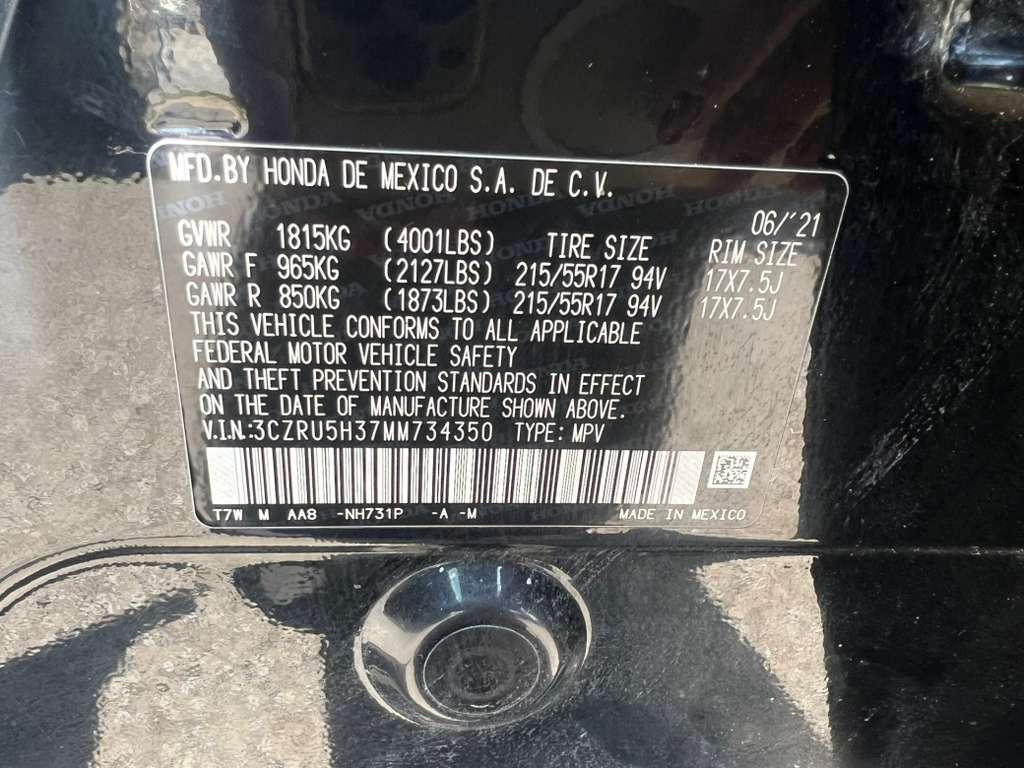 MFD.BY HONDA DE MEXICO S.A. DE C.V.
06/'21
GVWR 1815KG (4001LBS) TIRE SIZE RIM SIZE
GAWR F 965KG (2127LBS) 215/55R17 94V 17X7.5J
GAWR R 850KG (1873LBS) 215/55R17 94V 17X7.5J
THIS VEHICLE CONFORMS TO ALL APPLICABLE
FEDERAL MOTOR VEHICLE SAFETY
AND THEFT PREVENTION STANDARDS IN EFFECT
ON THE DATE OF MANUFACTURE SHOWN ABOVE.
V.I.N.:3CZRU5H37MM734350 TYPE: MPV
T7W M AA8 -NH731P -A -M MADE IN MEXICO